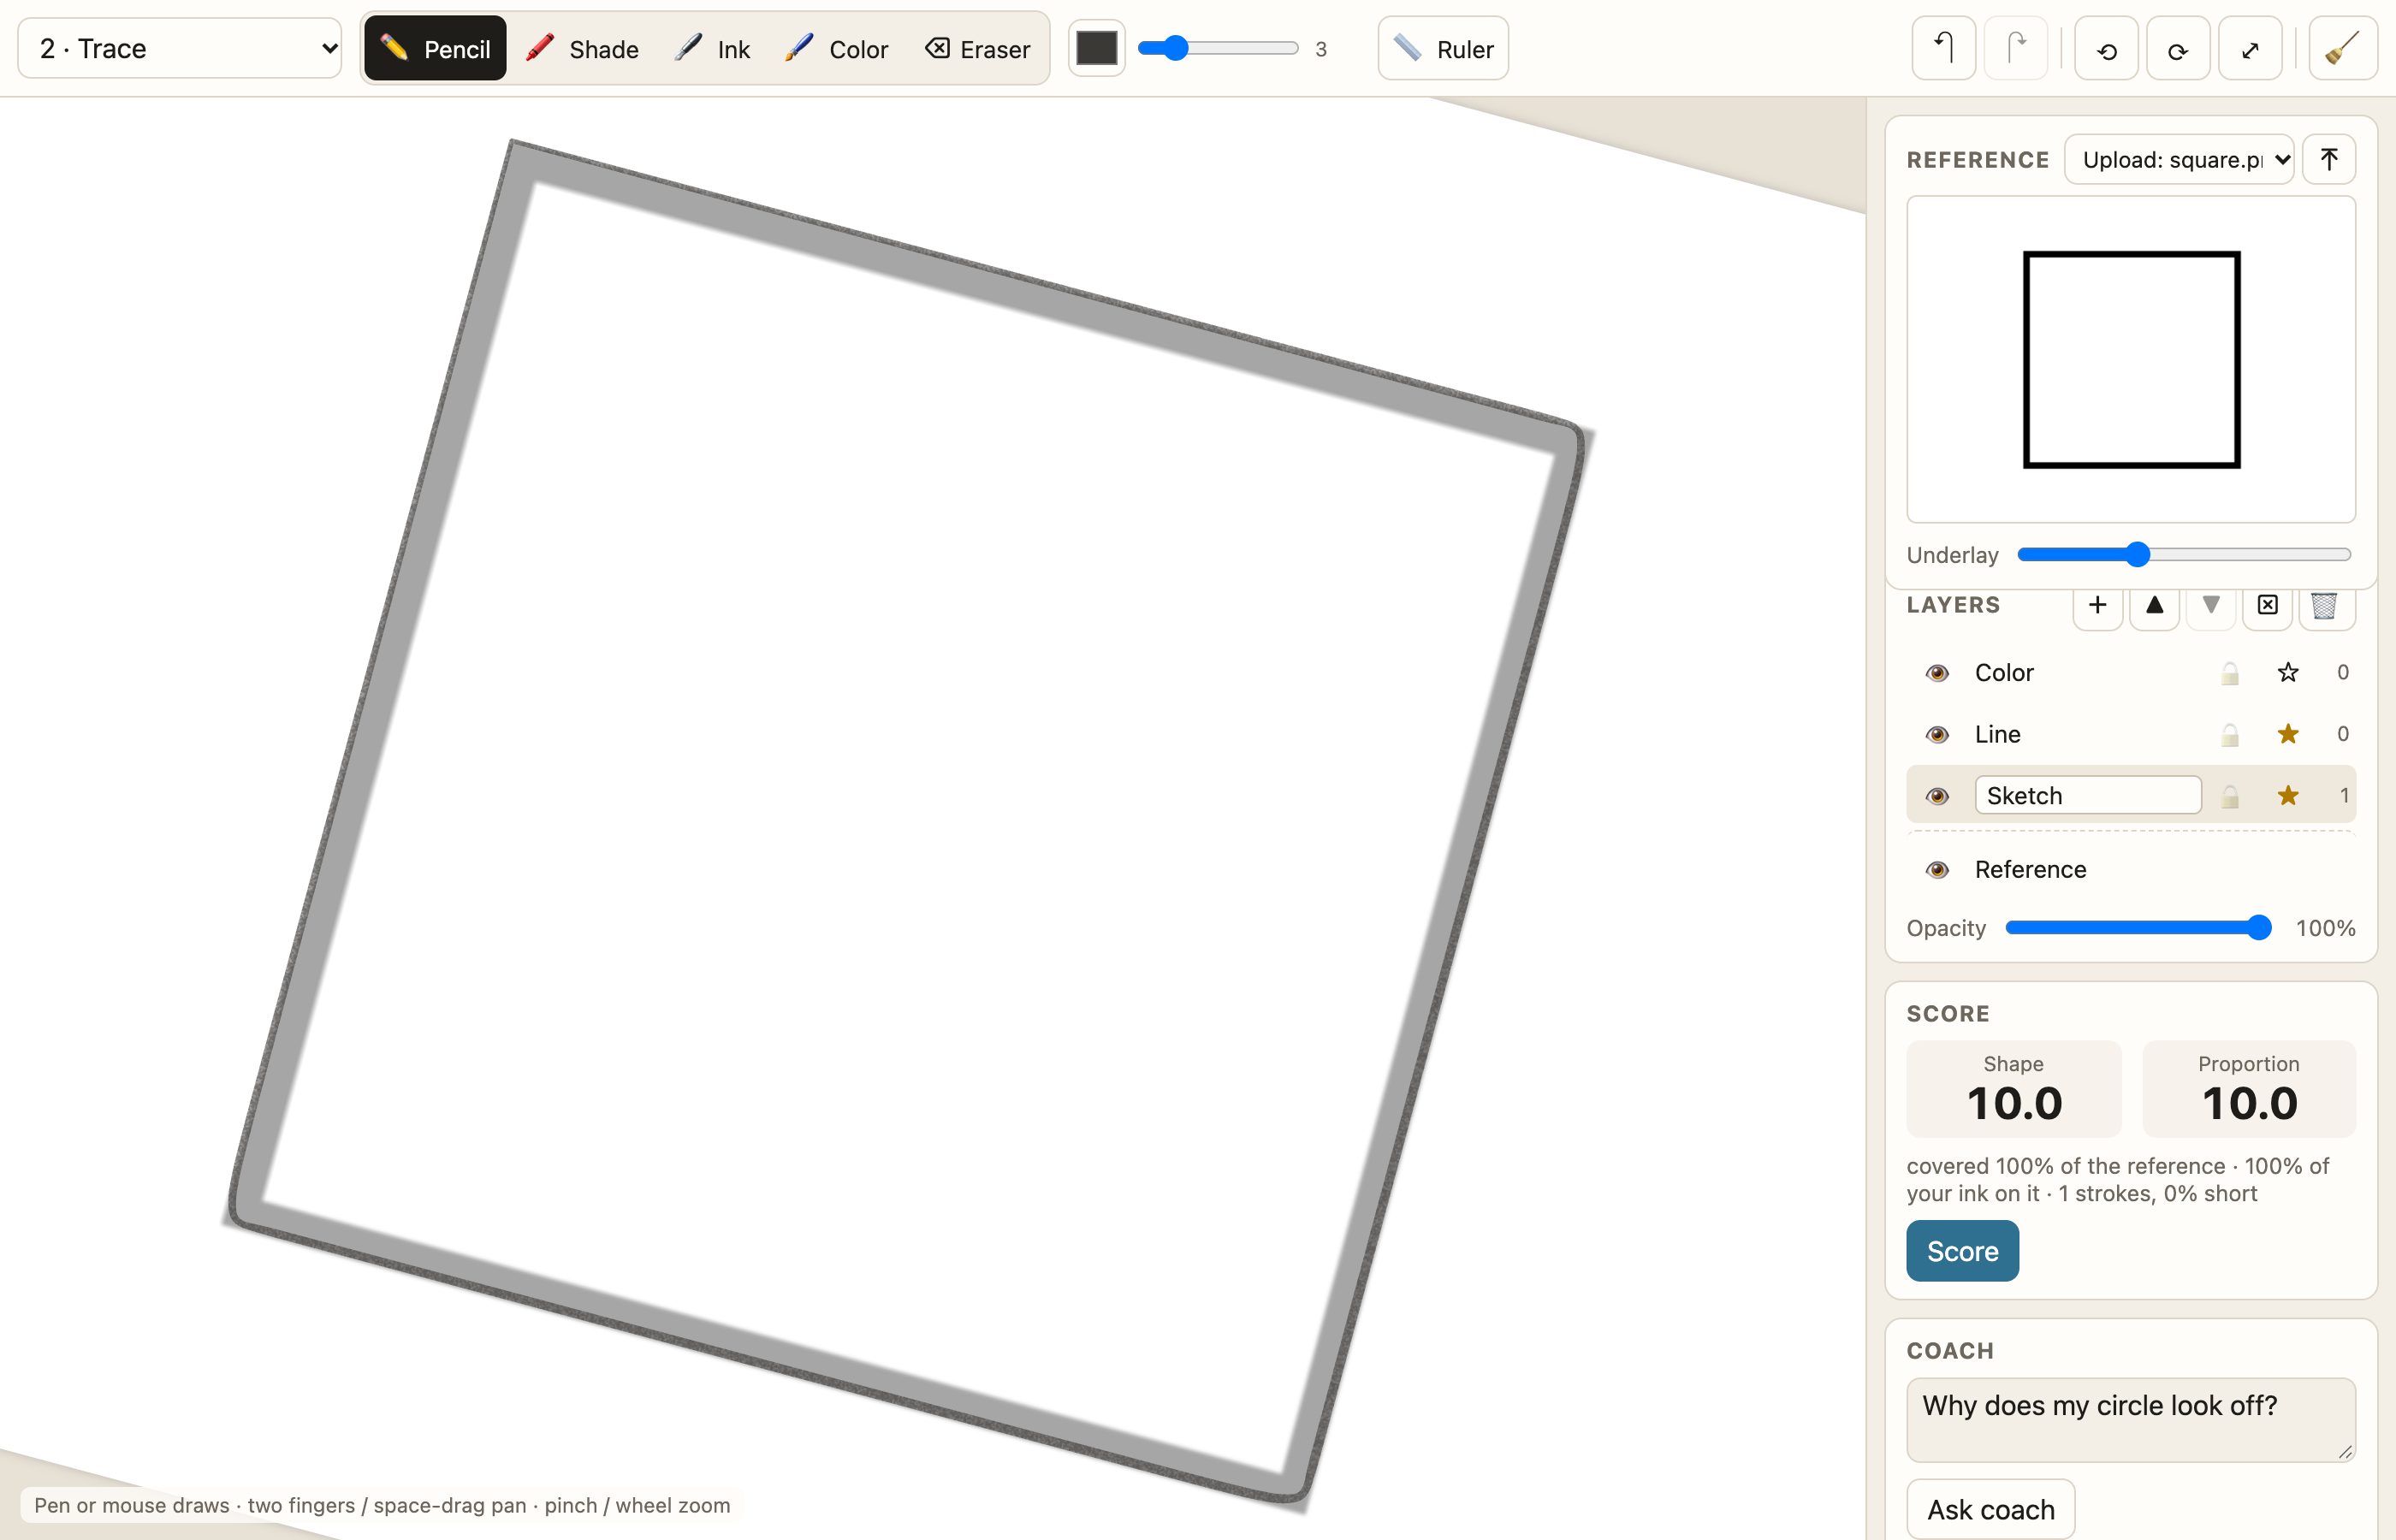 2 · Trace
Pencil Shade Ink Color Eraser 3 Ruler
REFERENCE Upload: square.pr
Underlay
LAYERS
Color 0
Line 0
Sketch 1
Reference
Opacity 100%
SCORE
Shape Proportion
10.0 10.0
covered 100% of the reference · 100% of
your ink on it · 1 strokes, 0% short
Score
COACH
Why does my circle look off?
Ask coach
Pen or mouse draws · two fingers / space-drag pan · pinch / wheel zoom